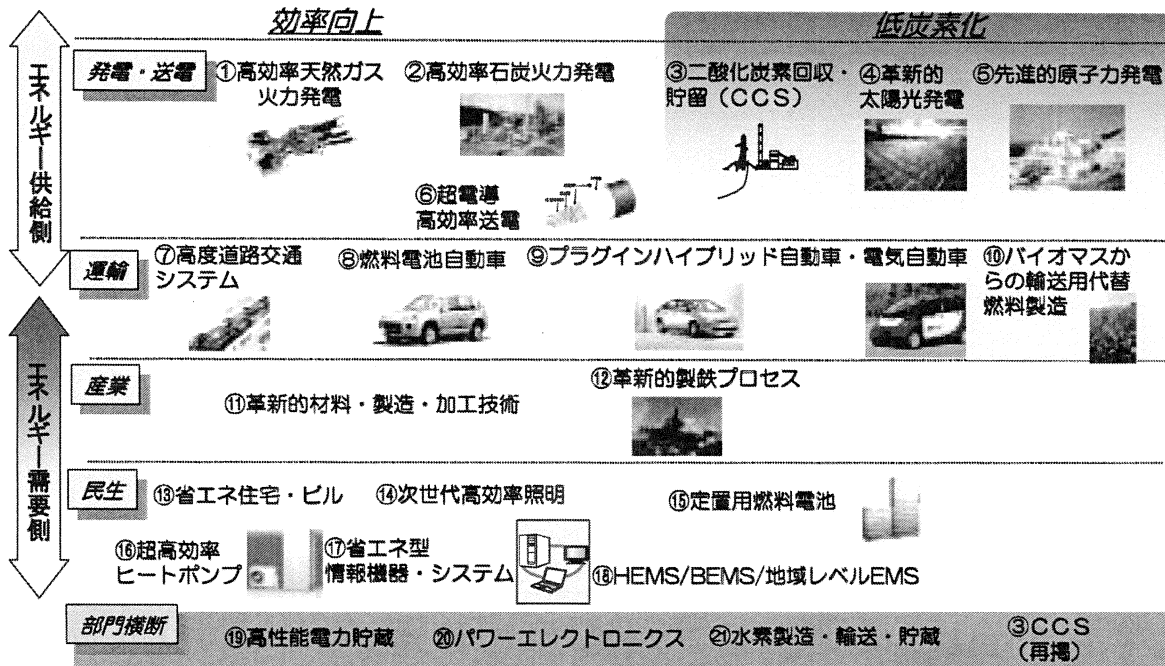 効率向上
低炭素化
エネルギー供給側
発電・送電
①高効率天然ガス
火力発電
②高効率石炭火力発電
③二酸化炭素回収・
貯留（ＣＣＳ）
④革新的
太陽光発電
⑤先進的原子力発電
⑥超電導
高効率送電
運輸
⑦高度道路交通
システム
⑧燃料電池自動車
⑨プラグインハイブリッド自動車・電気自動車
⑩バイオマスか
らの輸送用代替
燃料製造
エネルギー需要側
産業
⑪革新的材料・製造・加工技術
⑫革新的製鉄プロセス
民生
⑬省エネ住宅・ビル
⑭次世代高効率照明
⑮定置用燃料電池
⑯超高効率
ヒートポンプ
⑰省エネ型
情報機器・システム
⑱HEMS/BEMS/地域レベルEMS
部門横断
⑲高性能電力貯蔵
⑳パワーエレクトロニクス
㉑水素製造・輸送・貯蔵
③ＣＣＳ
（再掲）